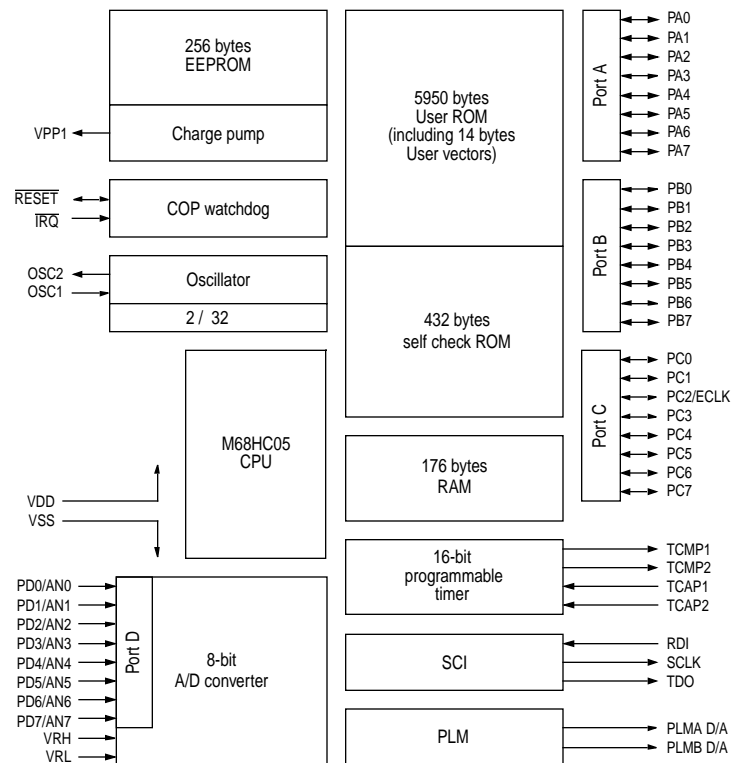 256 bytes
EEPROM
VPP1
Charge pump
RESET
IRQ
COP watchdog
OSC2
OSC1
Oscillator
2 / 32
M68HC05
CPU
VDD
VSS
PD0/AN0
PD1/AN1
PD2/AN2
PD3/AN3
PD4/AN4
PD5/AN5
PD6/AN6
PD7/AN7
VRH
VRL
Port D
8-bit
A/D converter
5950 bytes
User ROM
(including 14 bytes
User vectors)
432 bytes
self check ROM
176 bytes
RAM
16-bit
programmable
timer
SCI
PLM
Port A
PA0
PA1
PA2
PA3
PA4
PA5
PA6
PA7
Port B
PB0
PB1
PB2
PB3
PB4
PB5
PB6
PB7
Port C
PC0
PC1
PC2/ECLK
PC3
PC4
PC5
PC6
PC7
TCMP1
TCMP2
TCAP1
TCAP2
RDI
SCLK
TDO
PLMA D/A
PLMB D/A